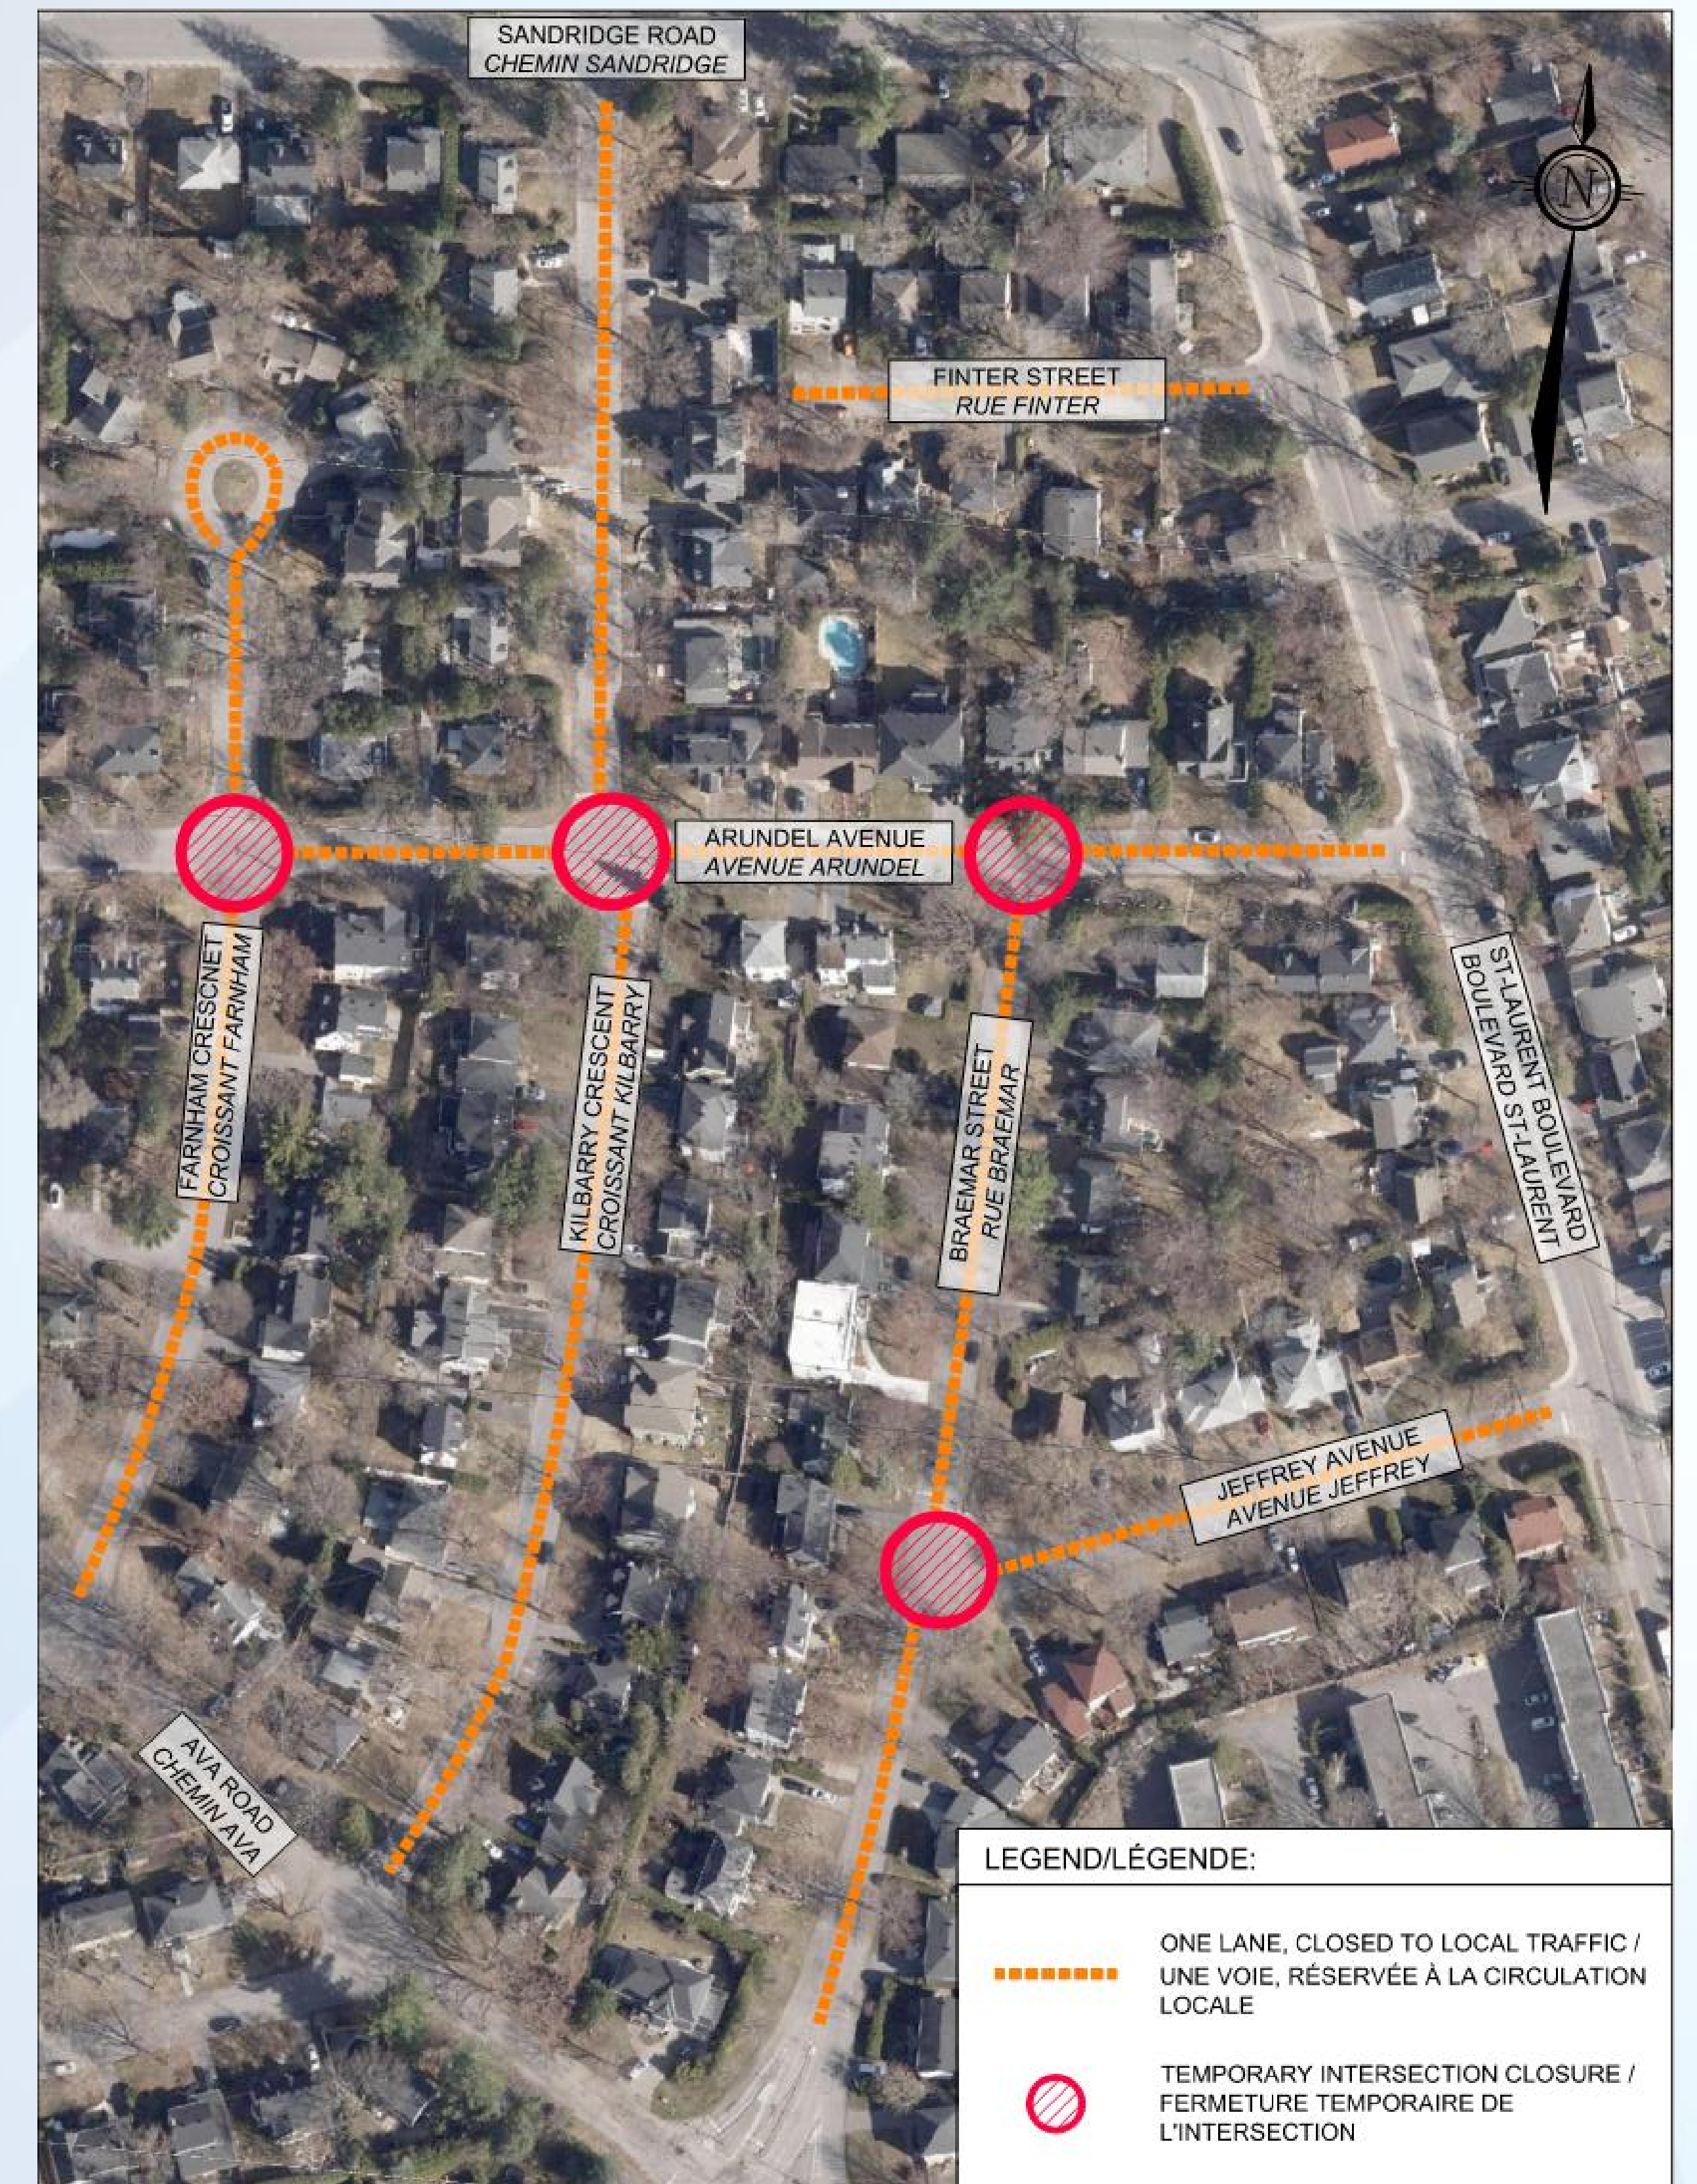 SANDRIDGE ROAD
CHEMIN SANDRIDGE
N
FINTER STREET
RUE FINTER
ARUNDEL AVENUE
AVENUE ARUNDEL
FARNHAM CRESCNET
CROISSANT FARNHAM
KILBARRY CRESCENT
CROISSANT KILBARRY
BRAEMAR STREET
RUE BRAEMAR
ST-LAURENT BOULEVARD
BOULEVARD ST-LAURENT
JEFFREY AVENUE
AVENUE JEFFREY
AVA ROAD
CHEMIN AVA
LEGEND/LÉGENDE:
ONE LANE, CLOSED TO LOCAL TRAFFIC /
UNE VOIE, RÉSERVÉE À LA CIRCULATION
LOCALE
TEMPORARY INTERSECTION CLOSURE /
FERMETURE TEMPORAIRE DE
L'INTERSECTION